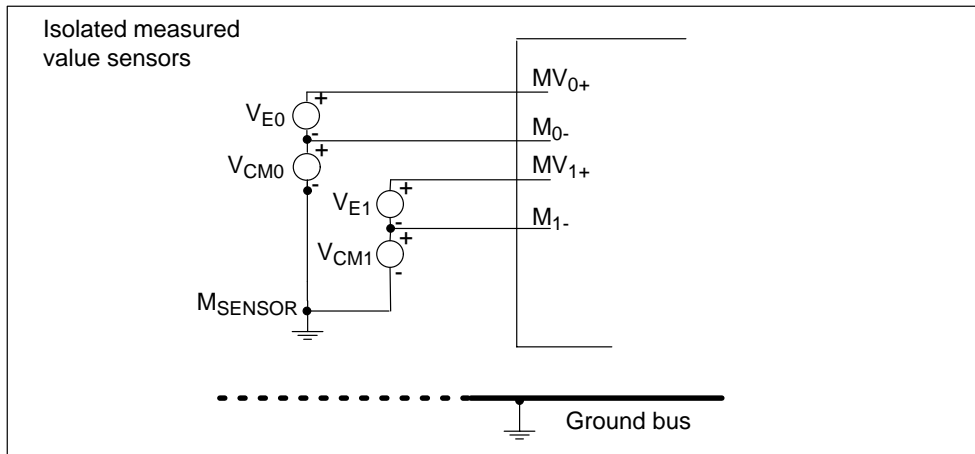 Isolated measured
value sensors
MV0+
VE0
+
-
M0-
VCM0
+
-
MV1+
VE1
+
-
M1-
VCM1
+
-
MSENSOR
Ground bus